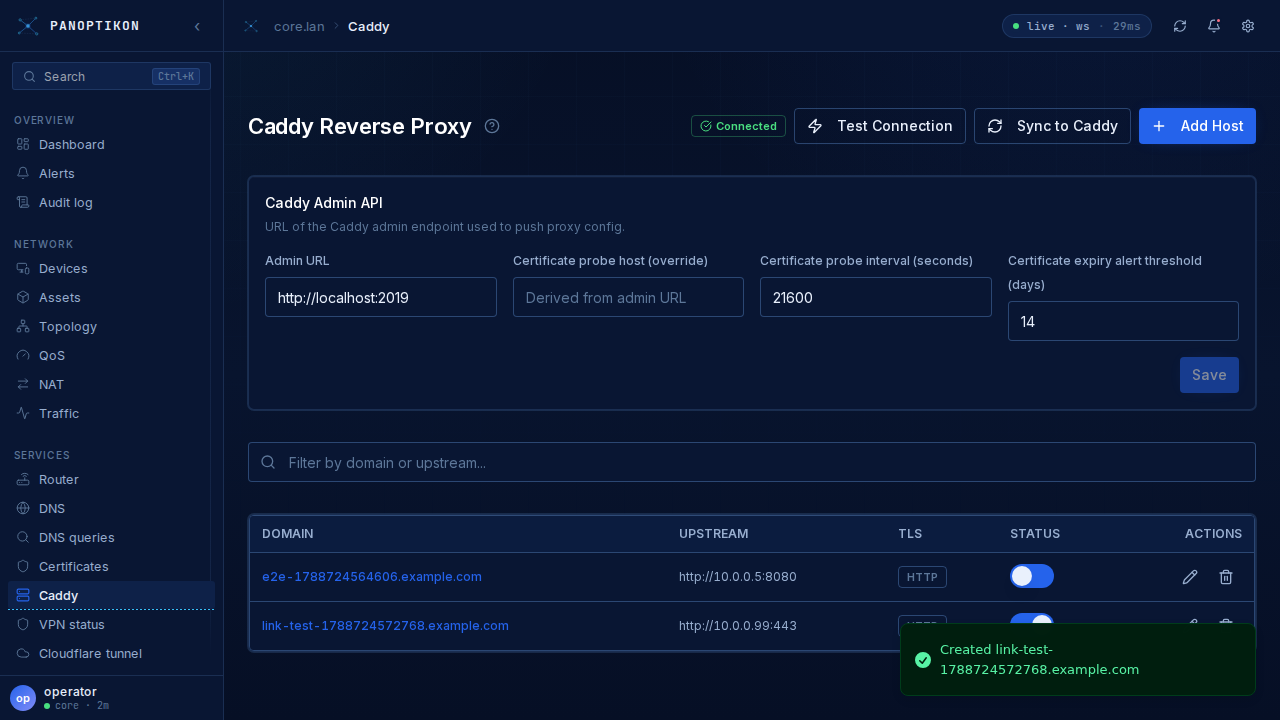 PANOPTIKON
core.lan
Caddy
live · ws · 29ms
Search
Ctrl+K
OVERVIEW
Dashboard
Alerts
Audit log
NETWORK
Devices
Assets
Topology
QoS
NAT
Traffic
SERVICES
Router
DNS
DNS queries
Certificates
Caddy
VPN status
Cloudflare tunnel
op
operator
core · 2m
Caddy Reverse Proxy
Connected
Test Connection
Sync to Caddy
Add Host
Caddy Admin API
URL of the Caddy admin endpoint used to push proxy config.
Admin URL
http://localhost:2019
Certificate probe host (override)
Derived from admin URL
Certificate probe interval (seconds)
21600
Certificate expiry alert threshold
(days)
14
Save
Filter by domain or upstream...
DOMAIN UPSTREAM TLS STATUS ACTIONS
e2e-1788724564606.example.com http://10.0.0.5:8080 HTTP
link-test-1788724572768.example.com http://10.0.0.99:443
Created link-test-
1788724572768.example.com